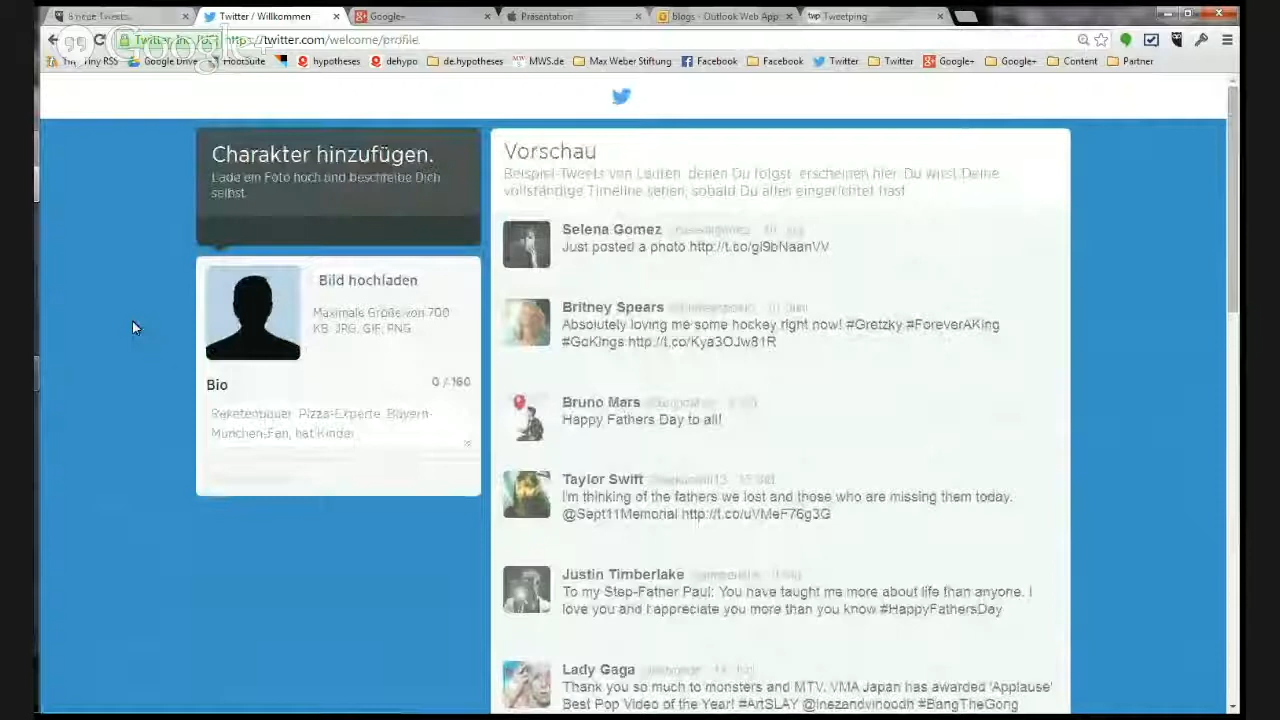 Twitter / Willkommen
Google+
Présentation
blogs - Outlook Web App
twp Tweetping
Google+
https://twitter.com/welcome/profile
Tiny RSS
Google Drive
HootSuite
hypotheses
dehypo
de.hypotheses
MWS.de
Max Weber Stiftung
Facebook
Facebook
Twitter
Twitter
Google+
Google+
Content
Partner
Charakter hinzufügen.
Lade ein Foto hoch und beschreibe Dich
selbst.
Bild hochladen
Maximale Größe von 700
KB. JPG, GIF, PNG
Bio
0 / 160
Raketenbauer, Pizza-Experte, Bayern-
München-Fan, hat Kinder
Vorschau
Beispiel-Tweets von Leuten, denen Du folgst, erscheinen hier. Du wirst Deine
vollständige Timeline sehen, sobald Du alles eingerichtet hast.
Selena Gomez
Just posted a photo http://t.co/gi9bNaanVV
Britney Spears
Absolutely loving me some hockey right now! #Gretzky #ForeverAKing
#GoKings http://t.co/Kya3OJw81R
Bruno Mars
Happy Fathers Day to all!
Taylor Swift
I'm thinking of the fathers we lost and those who are missing them today.
@Sept11Memorial http://t.co/uVMeF76g3G
Justin Timberlake
To my Step-Father Paul: You have taught me more about life than anyone. I
love you and I appreciate you more than you know #HappyFathersDay
Lady Gaga
Thank you so much to monsters and MTV. VMA Japan has awarded 'Applause'
Best Pop Video of the Year! #ArtSLAY @inezandvinoodh #BangTheGong